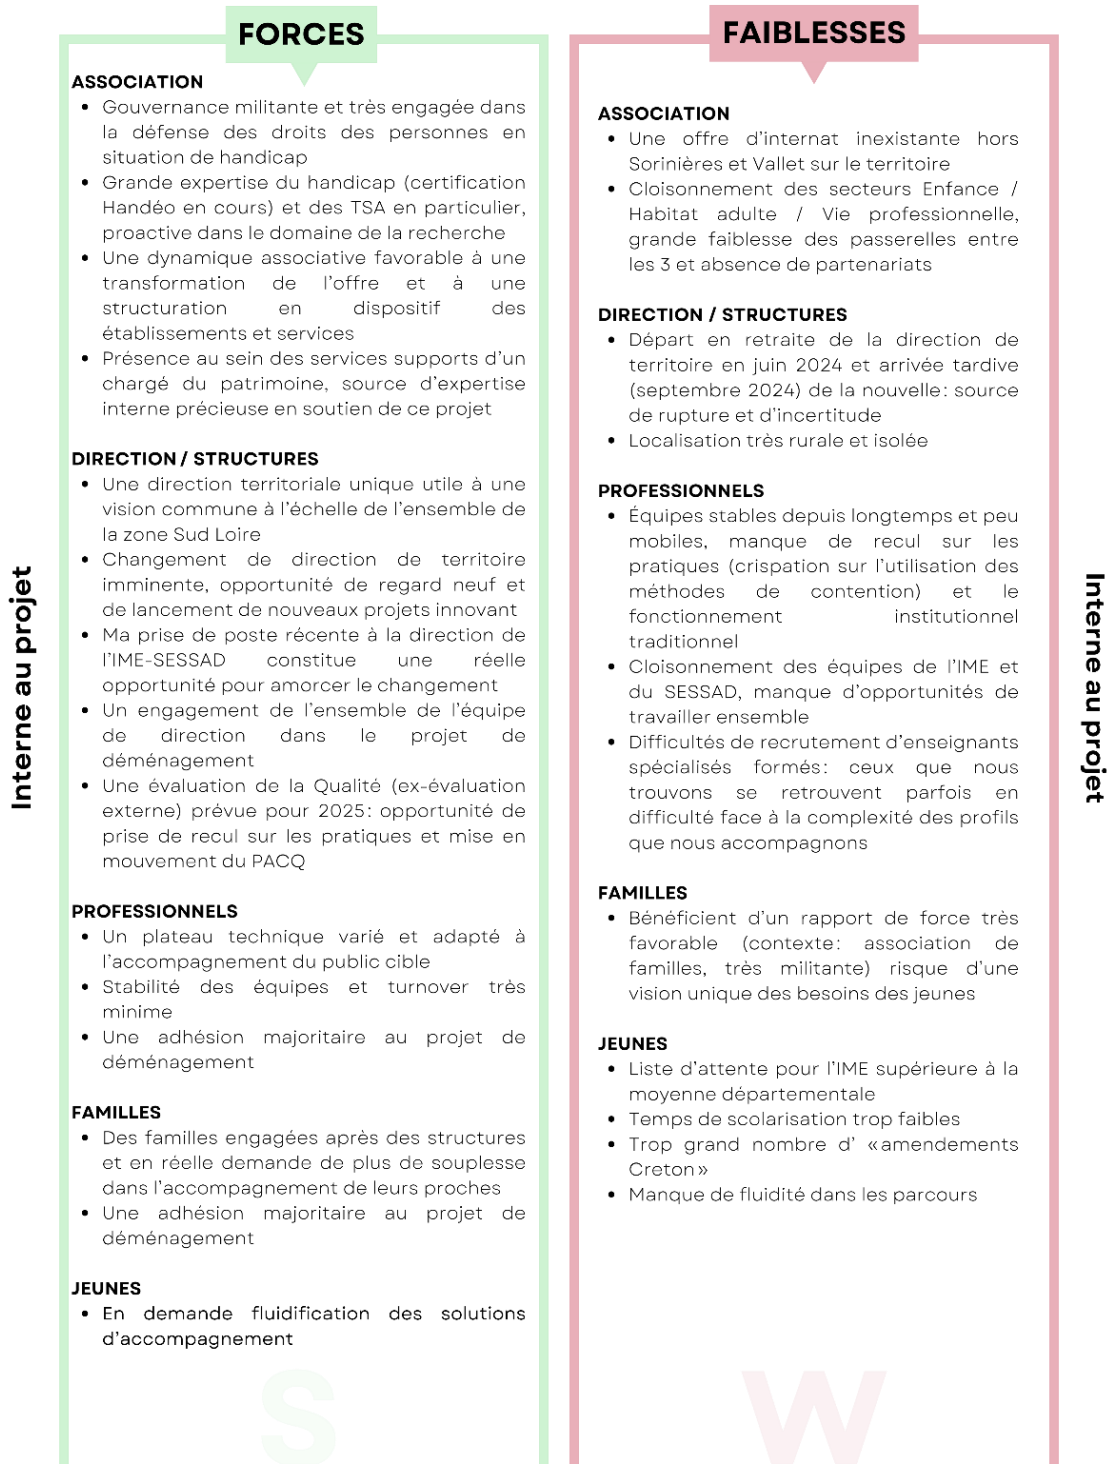 FORCES
ASSOCIATION
• Gouvernance militante et très engagée dans
la défense des droits des personnes en
situation de handicap
• Grande expertise du handicap (certification
Handéo en cours) et des TSA en particulier,
proactive dans le domaine de la recherche
• Une dynamique associative favorable à une
transformation de l'offre et à une
structuration en dispositif des
établissements et services
• Présence au sein des services supports d'un
chargé du patrimoine, source d'expertise
interne précieuse en soutien de ce projet
DIRECTION / STRUCTURES
• Une direction territoriale unique utile à une
vision commune à l'échelle de l'ensemble de
la zone Sud Loire
• Changement de direction de territoire
imminente, opportunité de regard neuf et
de lancement de nouveaux projets innovant
• Ma prise de poste récente à la direction de
l'IME-SESSAD constitue une réelle
opportunité pour amorcer le changement
• Un engagement de l'ensemble de l'équipe
de direction dans le projet de
déménagement
• Une évaluation de la Qualité (ex-évaluation
externe) prévue pour 2025: opportunité de
prise de recul sur les pratiques et mise en
mouvement du PACQ
PROFESSIONNELS
• Un plateau technique varié et adapté à
l'accompagnement du public cible
• Stabilité des équipes et turnover très
minime
• Une adhésion majoritaire au projet de
déménagement
FAMILLES
• Des familles engagées après des structures
et en réelle demande de plus de souplesse
dans l'accompagnement de leurs proches
• Une adhésion majoritaire au projet de
déménagement
JEUNES
• En demande fluidification des solutions
d'accompagnement
S
Interne au projet
FAIBLESSES
ASSOCIATION
• Une offre d'internat inexistante hors
Sorinières et Vallet sur le territoire
• Cloisonnement des secteurs Enfance /
Habitat adulte / Vie professionnelle,
grande faiblesse des passerelles entre
les 3 et absence de partenariats
DIRECTION / STRUCTURES
• Départ en retraite de la direction de
territoire en juin 2024 et arrivée tardive
(septembre 2024) de la nouvelle: source
de rupture et d'incertitude
• Localisation très rurale et isolée
PROFESSIONNELS
• Équipes stables depuis longtemps et peu
mobiles, manque de recul sur les
pratiques (crispation sur l'utilisation des
méthodes de contention) et le
fonctionnement institutionnel
traditionnel
• Cloisonnement des équipes de l'IME et
du SESSAD, manque d'opportunités de
travailler ensemble
• Difficultés de recrutement d'enseignants
spécialisés formés: ceux que nous
trouvons se retrouvent parfois en
difficulté face à la complexité des profils
que nous accompagnons
FAMILLES
• Bénéficient d'un rapport de force très
favorable (contexte: association de
familles, très militante) risque d'une
vision unique des besoins des jeunes
JEUNES
• Liste d'attente pour l'IME supérieure à la
moyenne départementale
• Temps de scolarisation trop faibles
• Trop grand nombre d' «amendements
Creton»
• Manque de fluidité dans les parcours
W
Interne au projet